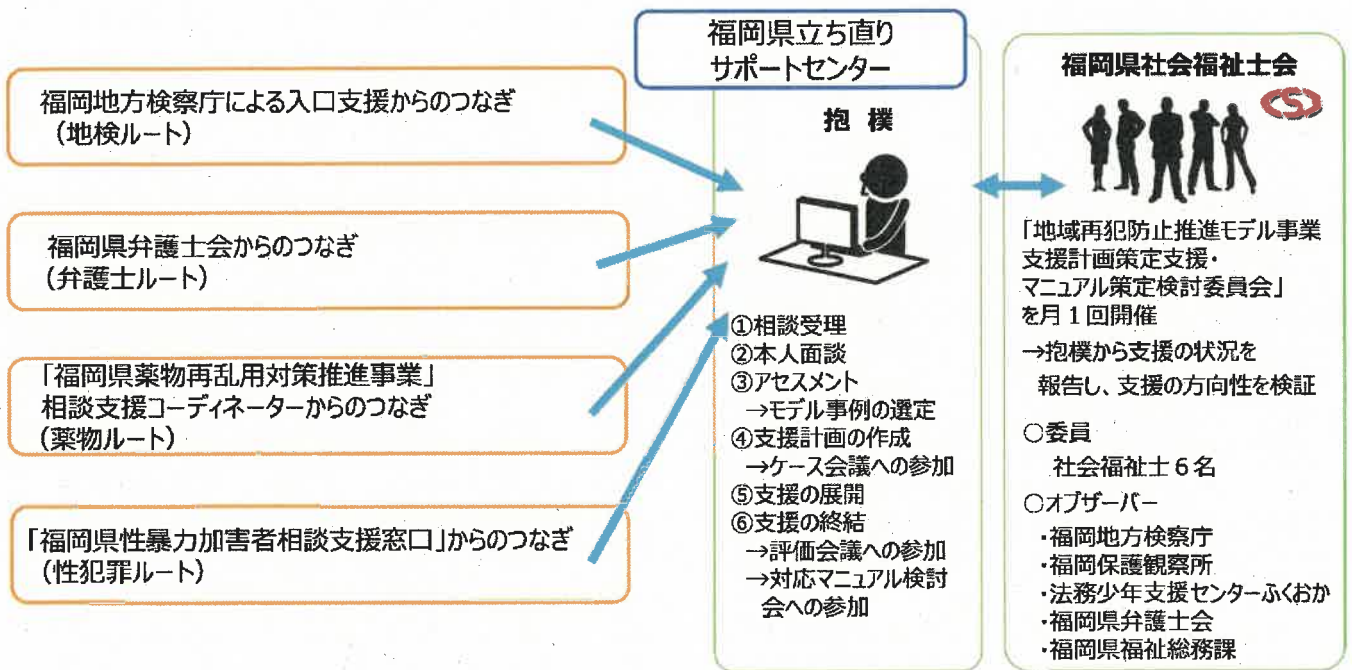 福岡地方検察庁による入口支援からのつなぎ
（地検ルート）
福岡県弁護士会からのつなぎ
（弁護士ルート）
「福岡県薬物再乱用対策推進事業」
相談支援コーディネーターからのつなぎ
（薬物ルート）
「福岡県性暴力加害者相談支援窓口」からのつなぎ
（性犯罪ルート）
福岡県立ち直り
サポートセンター
抱 樸
①相談受理
②本人面談
③アセスメント
→モデル事例の選定
④支援計画の作成
→ケース会議への参加
⑤支援の展開
⑥支援の終結
→評価会議への参加
→対応マニュアル検討
会への参加
福岡県社会福祉士会
「地域再犯防止推進モデル事業
支援計画策定支援・
マニュアル策定検討委員会」
を月１回開催
→抱樸から支援の状況を
報告し、支援の方向性を検証
○委員
社会福祉士６名
○オブザーバー
・福岡地方検察庁
・福岡保護観察所
・法務少年支援センターふくおか
・福岡県弁護士会
・福岡県福祉総務課